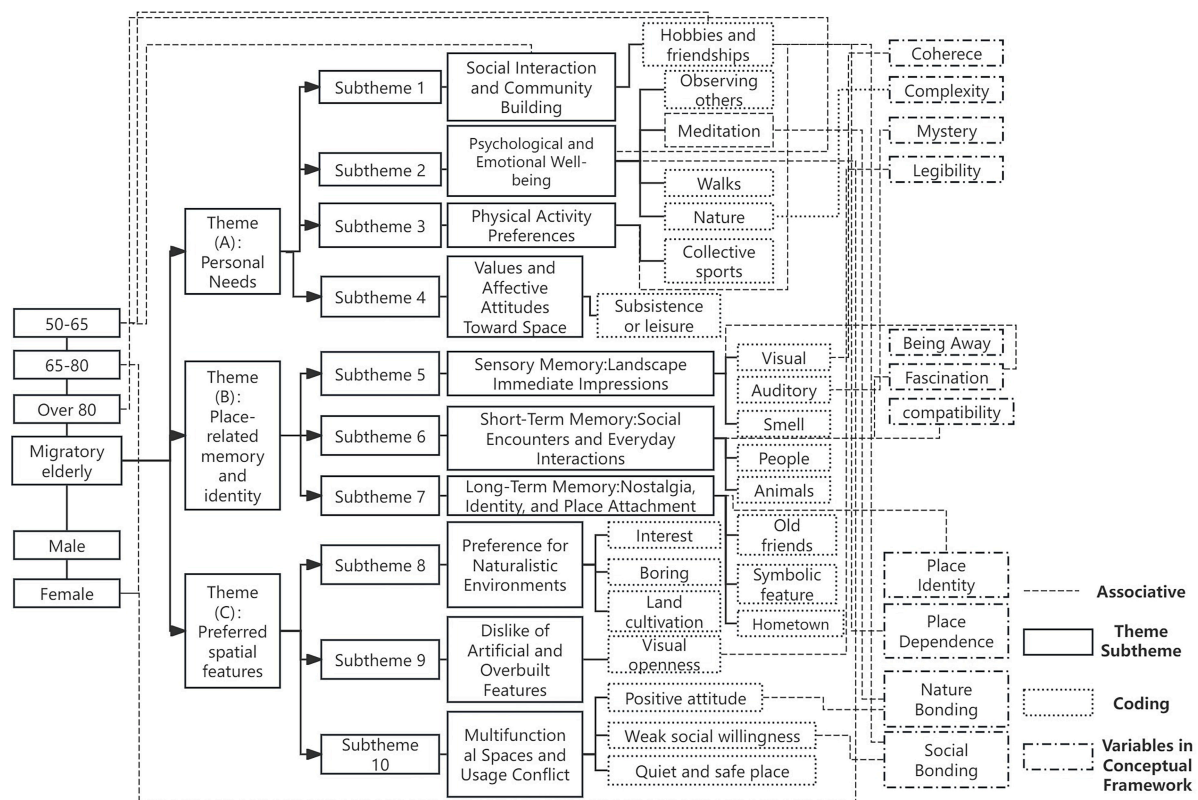 Hobbies and
friendships
Coherece
Social Interaction
and Community
Building
Subtheme 1
Observing
others
Complexity
Meditation
Mystery
Psychological and
Emotional Well-
being
Subtheme 2
Walks
Legibility
Theme
(A):
Personal
Needs
Subtheme 3
Physical Activity
Preferences
Nature
Collective
sports
Values and
Affective
Attitudes
Toward Space
Subtheme 4
Subsistence
or leisure
50-65
65-80
Over 80
Migratory
elderly
Male
Female
Theme
(B):
Place-
related
memory
and
identity
Subtheme 5
Sensory Memory:Landscape
Immediate Impressions
Visual
Auditory
Smell
Being Away
Fascination
compatibility
Subtheme 6
Short-Term Memory:Social
Encounters and Everyday
Interactions
People
Animals
Subtheme 7
Long-Term Memory:Nostalgia,
Identity, and Place Attachment
Old
friends
Symbolic
feature
Hometown
Theme
(C):
Preferred
spatial
features
Subtheme 8
Preference for
Naturalistic
Environments
Interest
Boring
Land
cultivation
Subtheme 9
Dislike of
Artificial and
Overbuilt
Features
Visual
openness
Subtheme
10
Multifunction
al Spaces and
Usage Conflict
Positive attitude
Weak social willingness
Quiet and safe place
Place
Identity
Place
Dependence
Nature
Bonding
Social
Bonding
Associative
Theme
Subtheme
Coding
Variables in
Conceptual
Framework